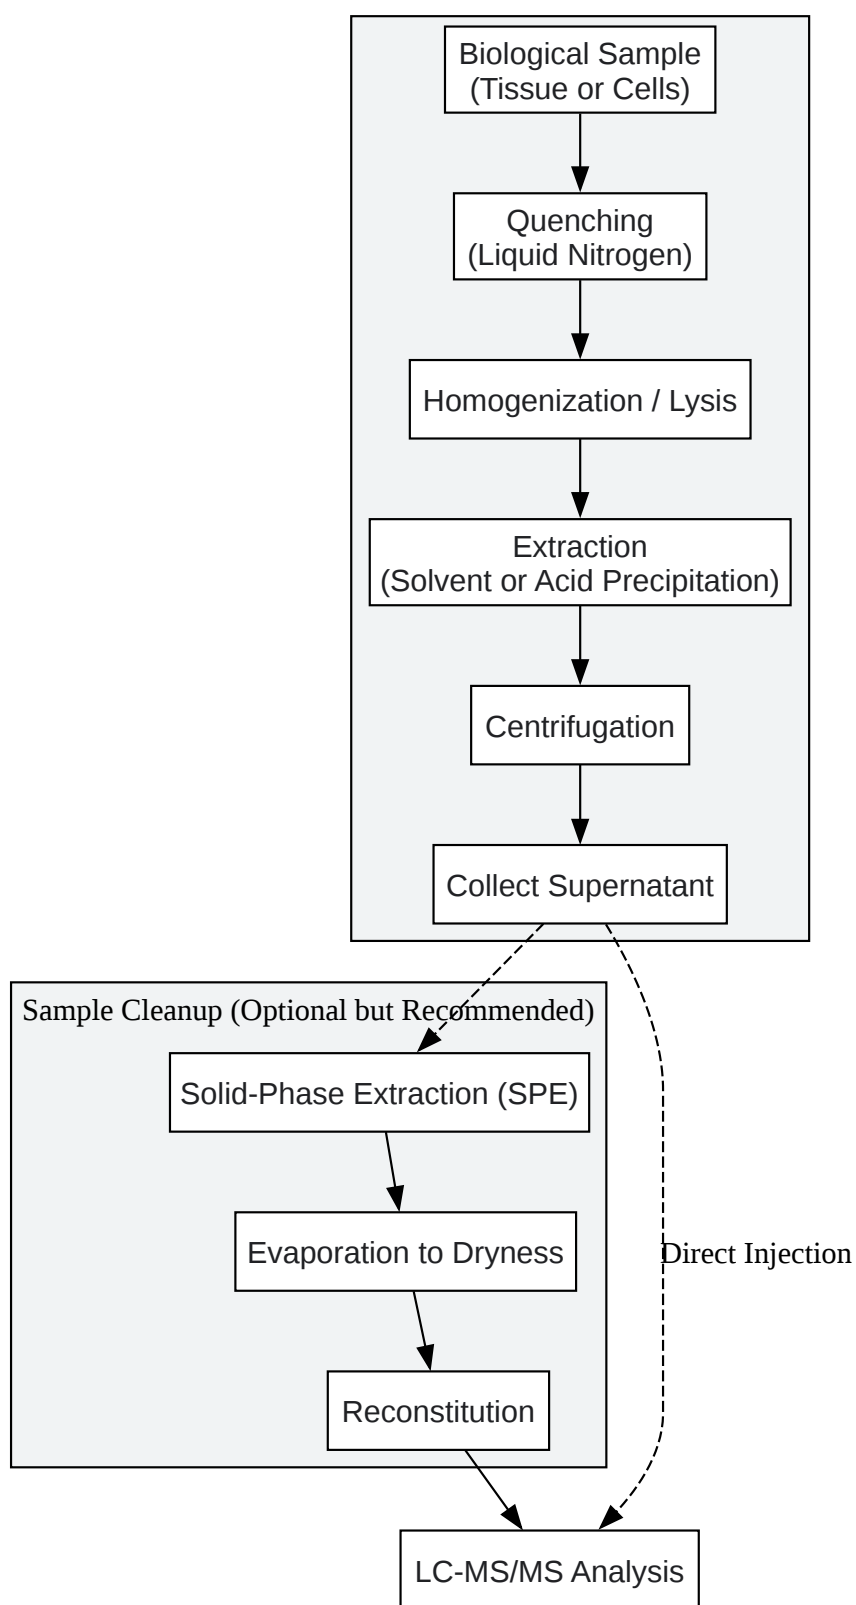 Biological Sample
(Tissue or Cells)
Quenching
(Liquid Nitrogen)
Homogenization / Lysis
Extraction
(Solvent or Acid Precipitation)
Centrifugation
Collect Supernatant
Sample Cleanup (Optional but Recommended)
Solid-Phase Extraction (SPE)
Evaporation to Dryness
Direct Injection
Reconstitution
LC-MS/MS Analysis